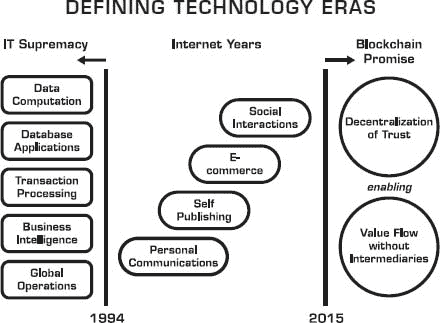 DEFINING TECHNOLOGY ERAS
IT Supremacy
Internet Years
Blockchain
Promise
Data
Computation
Database
Applications
Transaction
Processing
Business
Intelligence
Global
Operations
Social
Interactions
E-
commerce
Self
Publishing
Personal
Communications
Decentralization
of Trust
enabling
Value Flow
without
Intermediaries
1994
2015